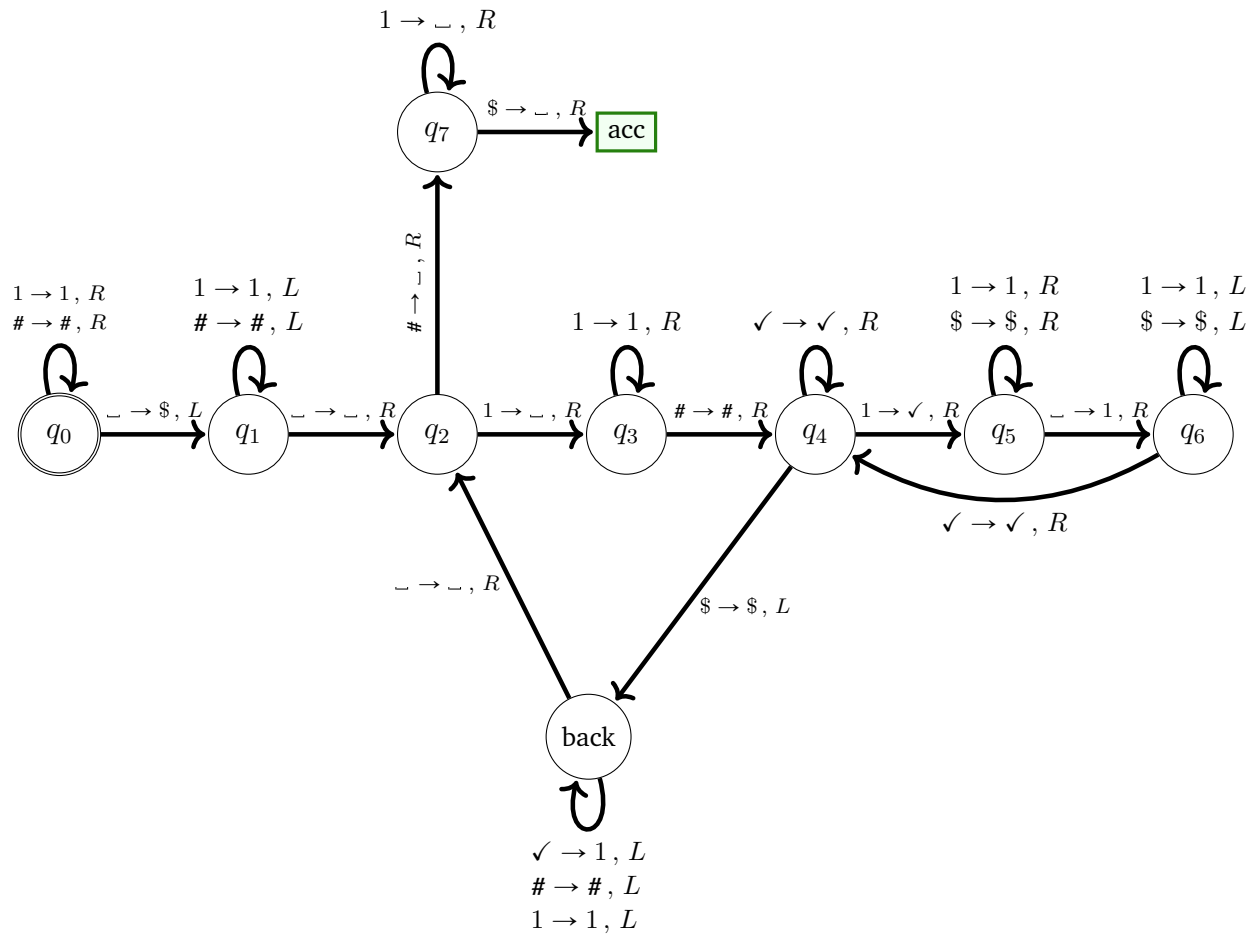 1 → ␣ , R
$ → ␣ , R
q7
acc
# → ␣ , R
1 → 1 , R
# → # , R
1 → 1 , L
# → # , L
1 → 1 , R
✓ → ✓ , R
1 → 1 , R
$ → $ , R
1 → 1 , L
$ → $ , L
q0
␣ → $ , L
q1
␣ → ␣ , R
q2
1 → ␣ , R
q3
# → # , R
q4
1 → ✓ , R
q5
␣ → 1 , R
q6
✓ → ✓ , R
␣ → ␣ , R
$ → $ , L
back
✓ → 1 , L
# → # , L
1 → 1 , L